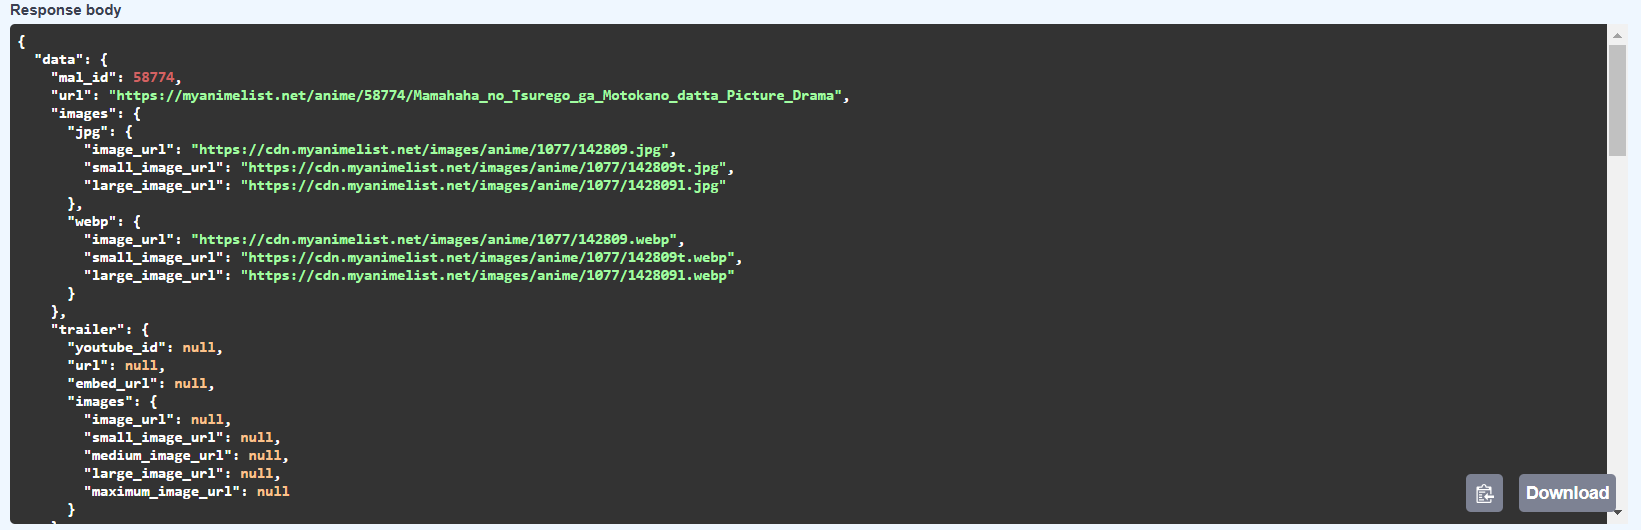 Response body
{
  "data": {
    "mal_id": 58774,
    "url": "https://myanimelist.net/anime/58774/Mamahaha_no_Tsurego_ga_Motokano_datta_Picture_Drama",
    "images": {
      "jpg": {
        "image_url": "https://cdn.myanimelist.net/images/anime/1077/142809.jpg",
        "small_image_url": "https://cdn.myanimelist.net/images/anime/1077/142809t.jpg",
        "large_image_url": "https://cdn.myanimelist.net/images/anime/1077/142809l.jpg"
      },
      "webp": {
        "image_url": "https://cdn.myanimelist.net/images/anime/1077/142809.webp",
        "small_image_url": "https://cdn.myanimelist.net/images/anime/1077/142809t.webp",
        "large_image_url": "https://cdn.myanimelist.net/images/anime/1077/142809l.webp"
      }
    },
    "trailer": {
      "youtube_id": null,
      "url": null,
      "embed_url": null,
      "images": {
        "image_url": null,
        "small_image_url": null,
        "medium_image_url": null,
        "large_image_url": null,
        "maximum_image_url": null
      }
Download